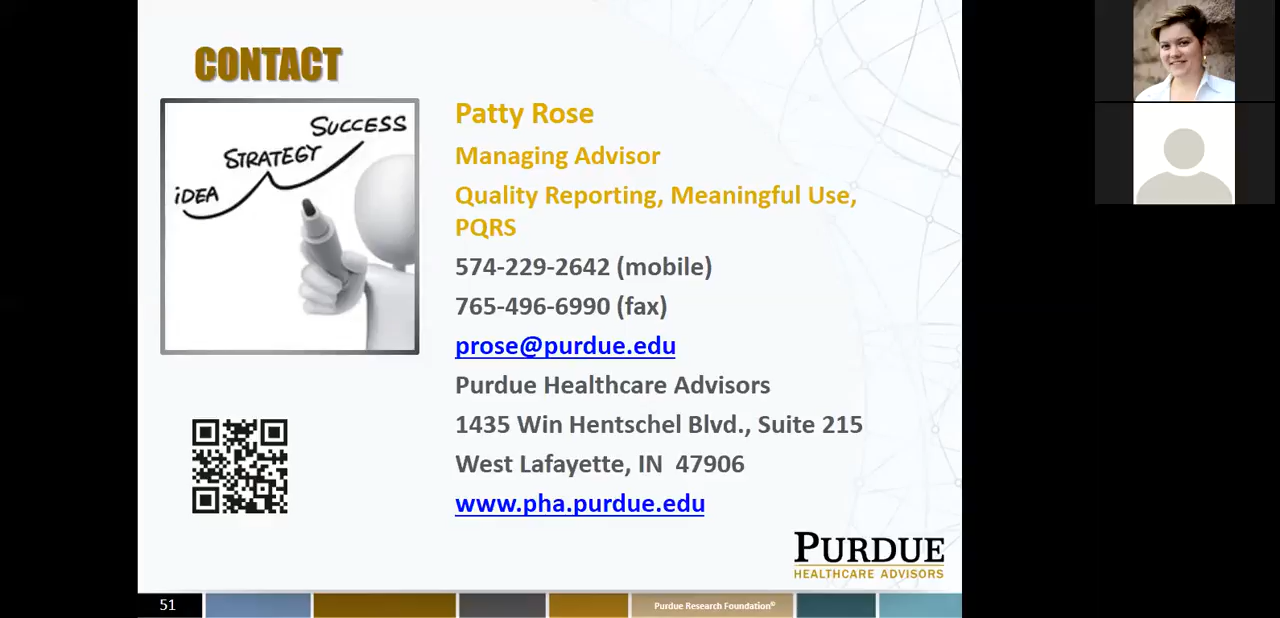 CONTACT
SUCCESS
STRATEGY
iDEA
Patty Rose
Managing Advisor
Quality Reporting, Meaningful Use,
PQRS
574-229-2642 (mobile)
765-496-6990 (fax)
prose@purdue.edu
Purdue Healthcare Advisors
1435 Win Hentschel Blvd., Suite 215
West Lafayette, IN  47906
www.pha.purdue.edu
PURDUE
HEALTHCARE ADVISORS
51
Purdue Research Foundation®